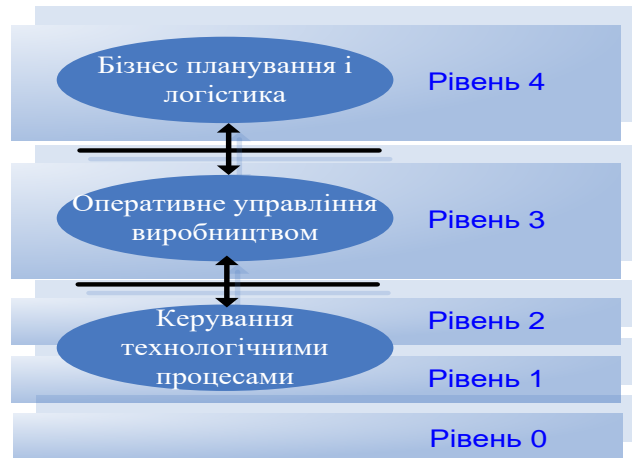 Бізнес планування і
логістика
Рівень 4
Оперативне управління
виробництвом
Рівень 3
Керування
технологічними
процесами
Рівень 2
Рівень 1
Рівень 0